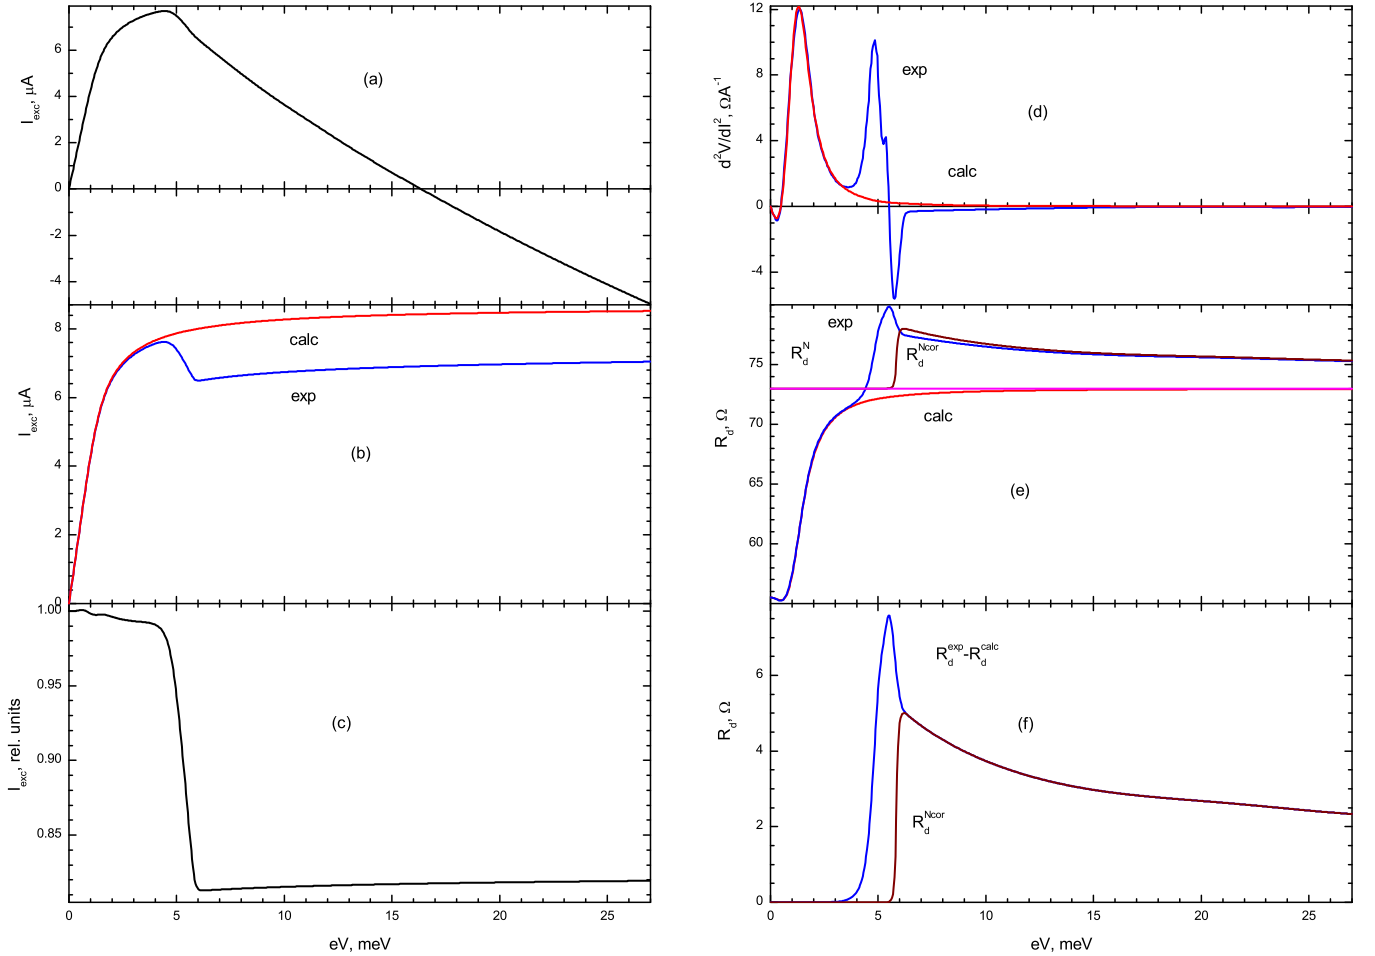 I_exc, μA
6
4
2
0
-2
-4
(a)
I_exc, μA
8
6
4
2
0
calc
exp
(b)
I_exc, rel. units
1.00
0.95
0.90
0.85
(c)
0 5 10 15 20 25
eV, meV
d²V/dI², ΩA⁻¹
12
8
4
0
-4
exp
(d)
calc
R_d, Ω
75
70
65
60
exp
R_d^N
R_d^Ncor
calc
(e)
R_d, Ω
6
4
2
0
R_d^exp-R_d^calc
(f)
R_d^Ncor
0 5 10 15 20 25
eV, meV